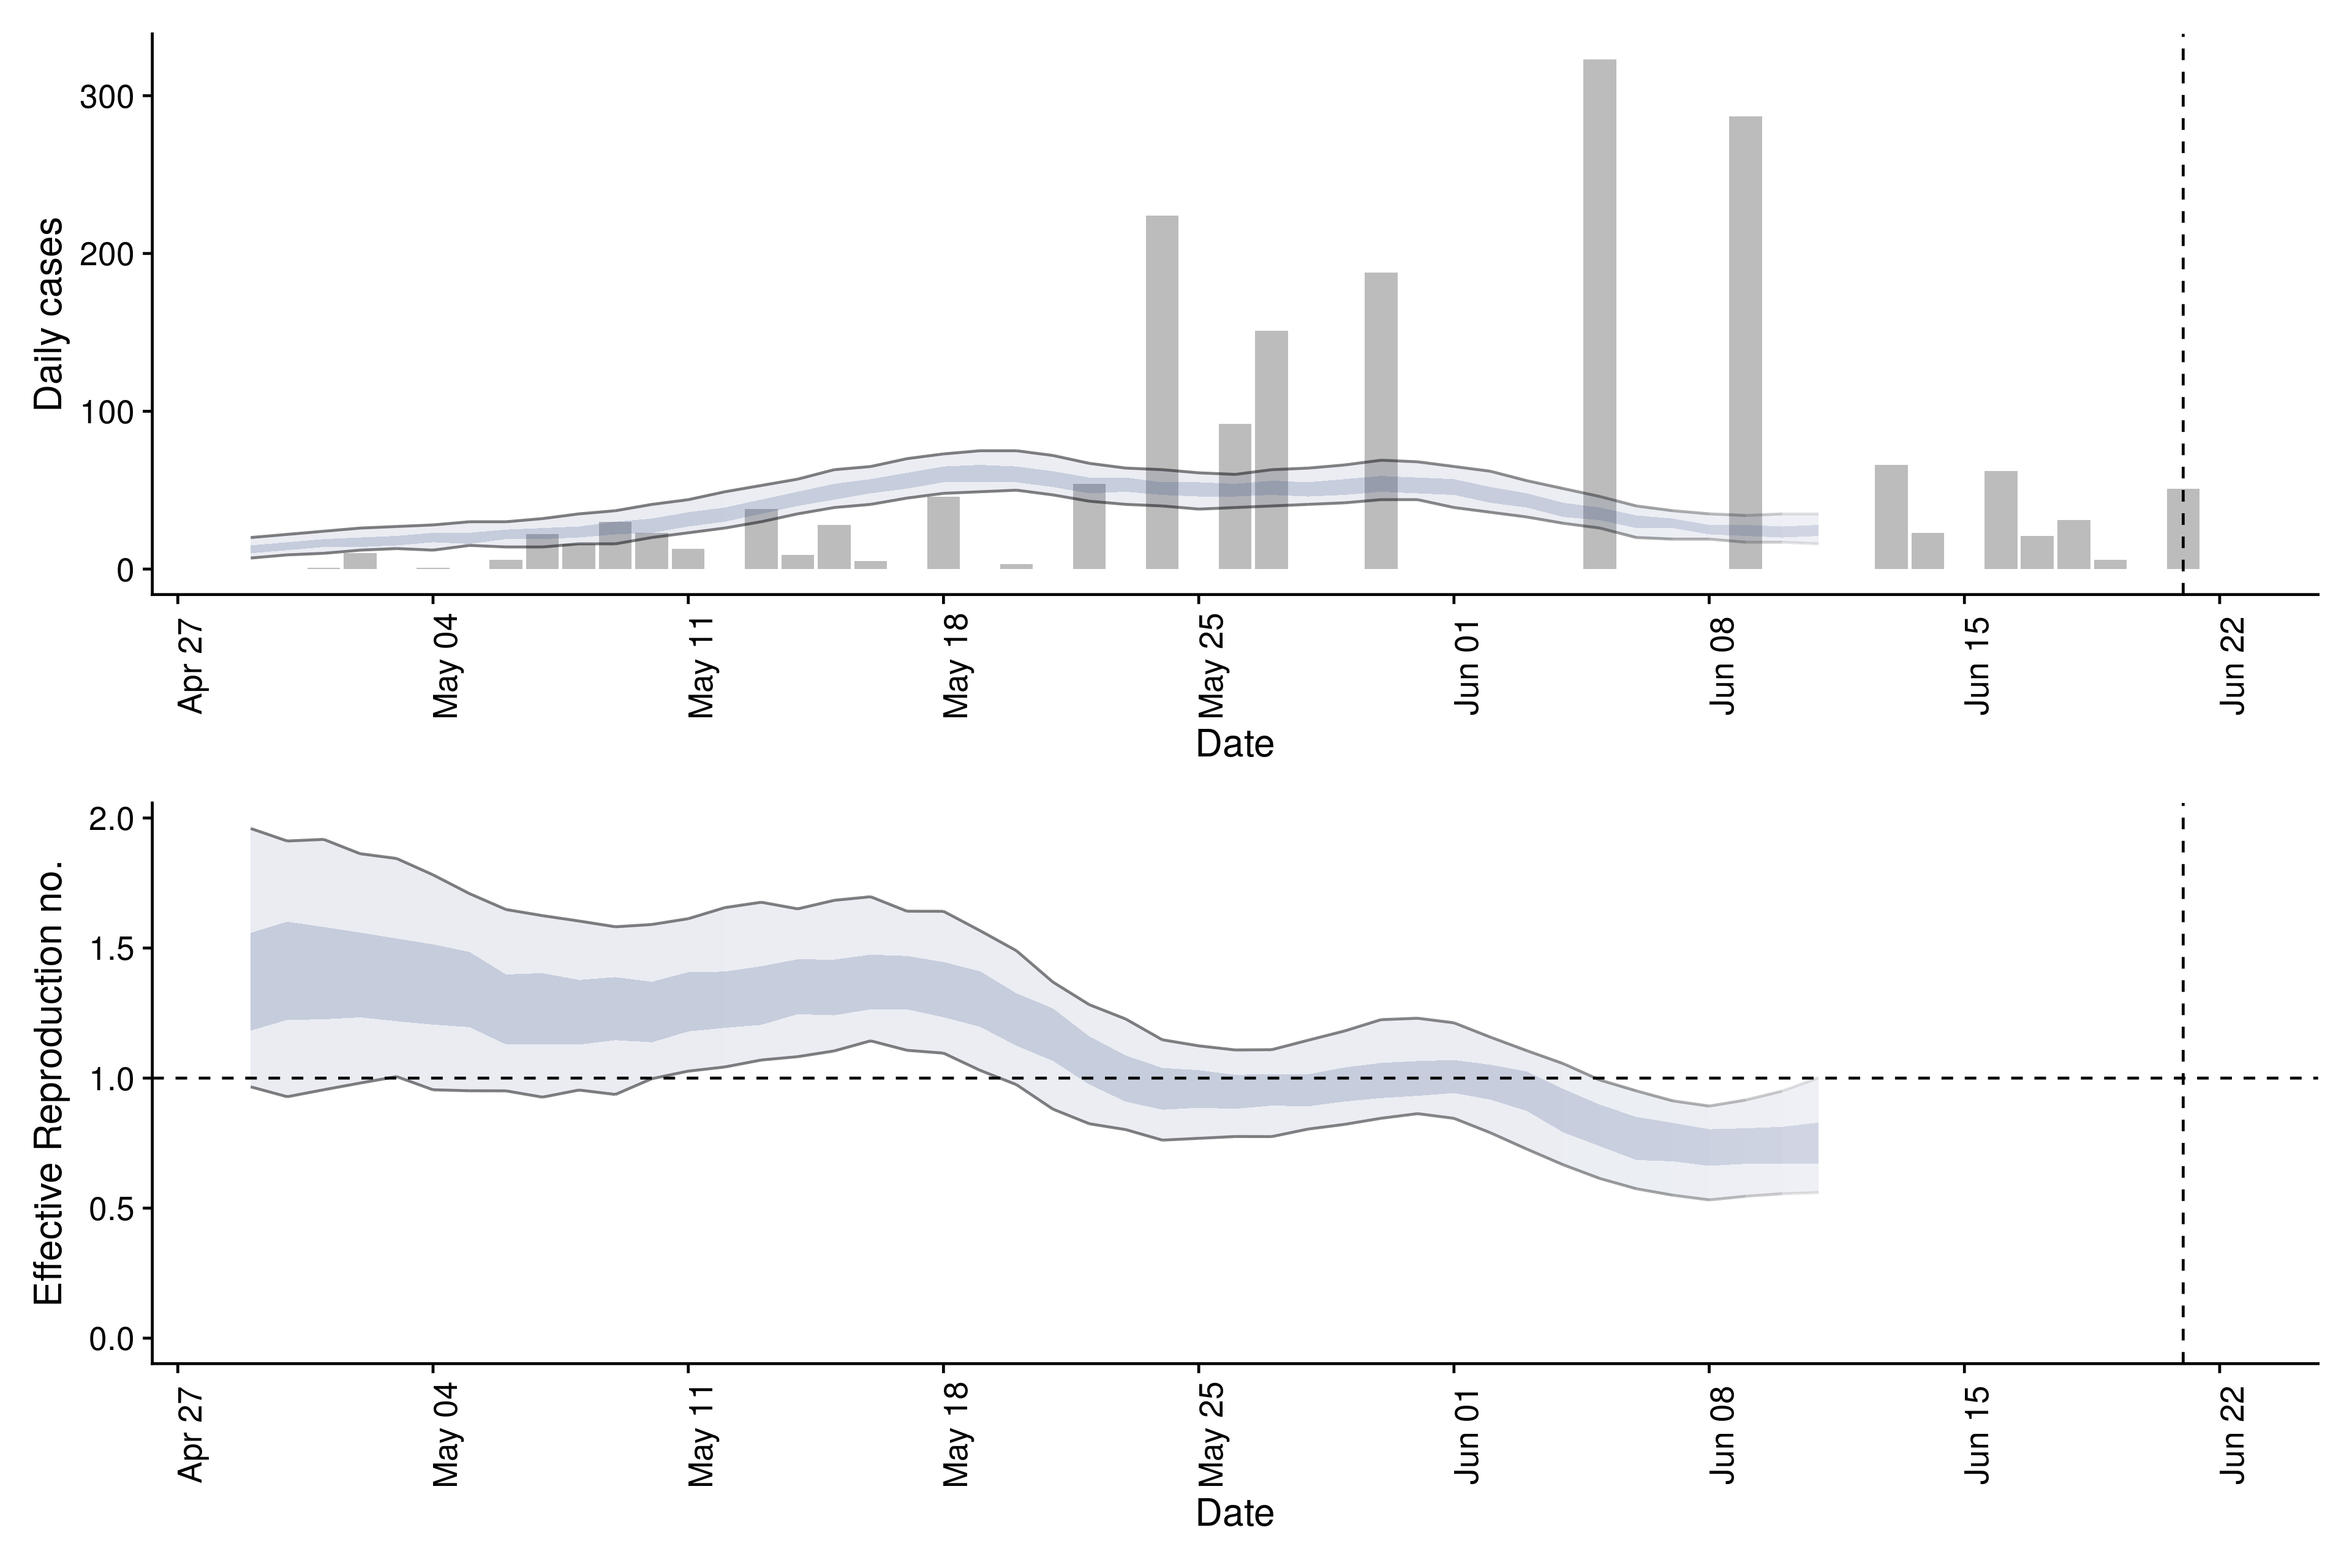 Daily cases
300
200
100
0
Apr 27
May 04
May 11
May 18
May 25
Jun 01
Jun 08
Jun 15
Jun 22
Date
Effective Reproduction no.
2.0
1.5
1.0
0.5
0.0
Apr 27
May 04
May 11
May 18
May 25
Jun 01
Jun 08
Jun 15
Jun 22
Date